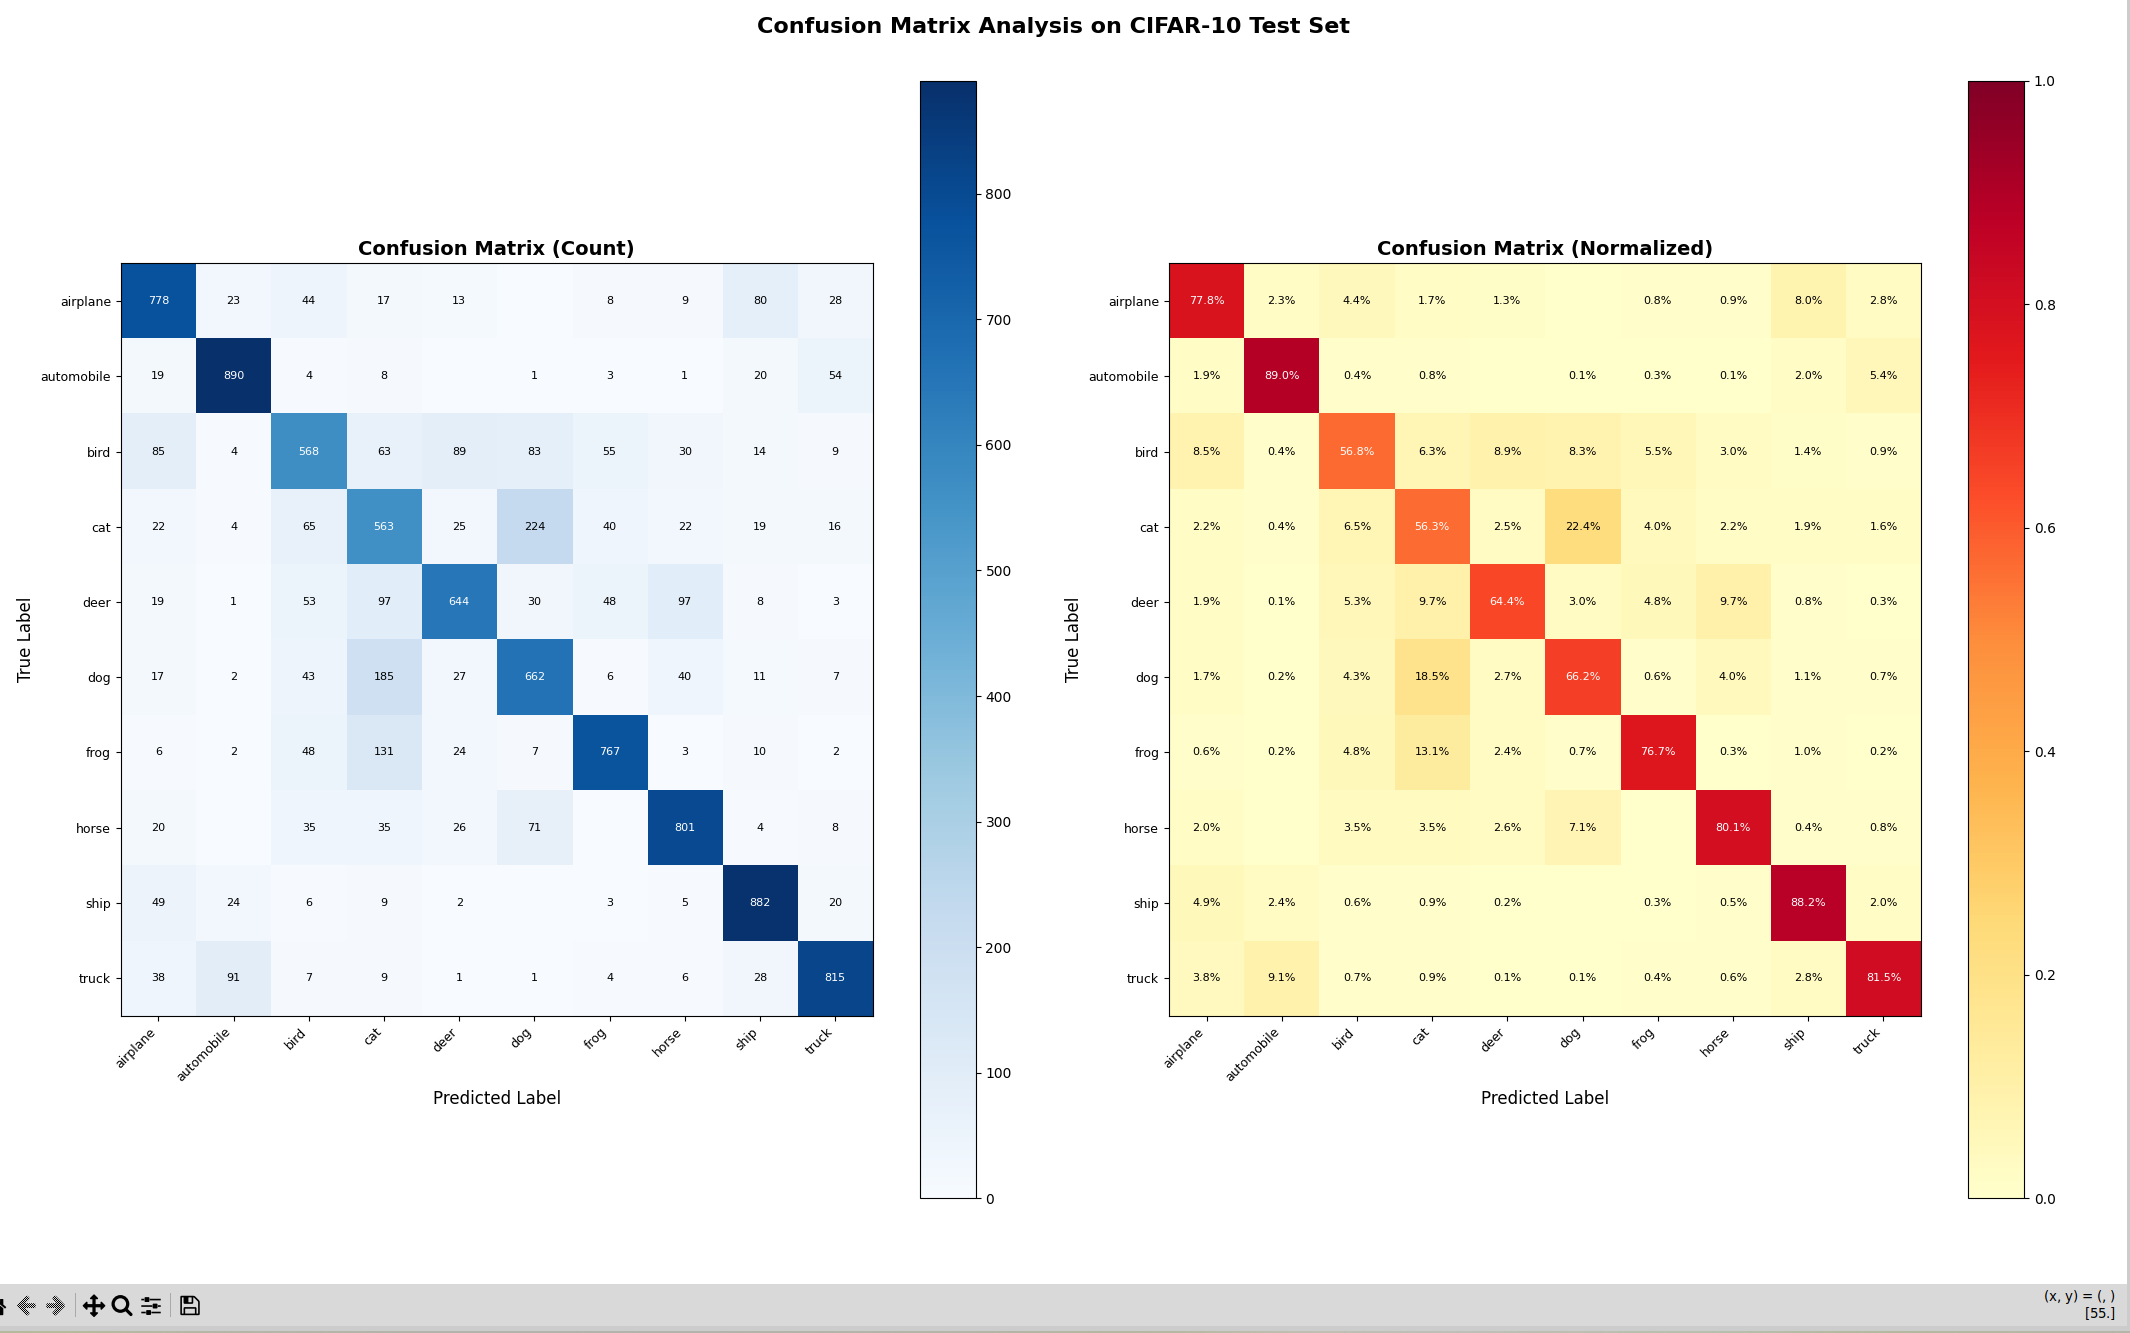 Confusion Matrix Analysis on CIFAR-10 Test Set
Confusion Matrix (Count)
True Label
airplane 778 23 44 17 13 8 9 80 28
automobile 19 890 4 8 1 3 1 20 54
bird 85 4 568 63 89 83 55 30 14 9
cat 22 4 65 563 25 224 40 22 19 16
deer 19 1 53 97 644 30 48 97 8 3
dog 17 2 43 185 27 662 6 40 11 7
frog 6 2 48 131 24 7 767 3 10 2
horse 20 35 35 26 71 801 4 8
ship 49 24 6 9 2 3 5 882 20
truck 38 91 7 9 1 1 4 6 28 815
airplane automobile bird cat deer dog frog horse ship truck
Predicted Label
800
700
600
500
400
300
200
100
0
Confusion Matrix (Normalized)
True Label
airplane 77.8% 2.3% 4.4% 1.7% 1.3% 0.8% 0.9% 8.0% 2.8%
automobile 1.9% 89.0% 0.4% 0.8% 0.1% 0.3% 0.1% 2.0% 5.4%
bird 8.5% 0.4% 56.8% 6.3% 8.9% 8.3% 5.5% 3.0% 1.4% 0.9%
cat 2.2% 0.4% 6.5% 56.3% 2.5% 22.4% 4.0% 2.2% 1.9% 1.6%
deer 1.9% 0.1% 5.3% 9.7% 64.4% 3.0% 4.8% 9.7% 0.8% 0.3%
dog 1.7% 0.2% 4.3% 18.5% 2.7% 66.2% 0.6% 4.0% 1.1% 0.7%
frog 0.6% 0.2% 4.8% 13.1% 2.4% 0.7% 76.7% 0.3% 1.0% 0.2%
horse 2.0% 3.5% 3.5% 2.6% 7.1% 80.1% 0.4% 0.8%
ship 4.9% 2.4% 0.6% 0.9% 0.2% 0.3% 0.5% 88.2% 2.0%
truck 3.8% 9.1% 0.7% 0.9% 0.1% 0.1% 0.4% 0.6% 2.8% 81.5%
airplane automobile bird cat deer dog frog horse ship truck
Predicted Label
1.0
0.8
0.6
0.4
0.2
0.0
(x, y) = (, )
[55.]